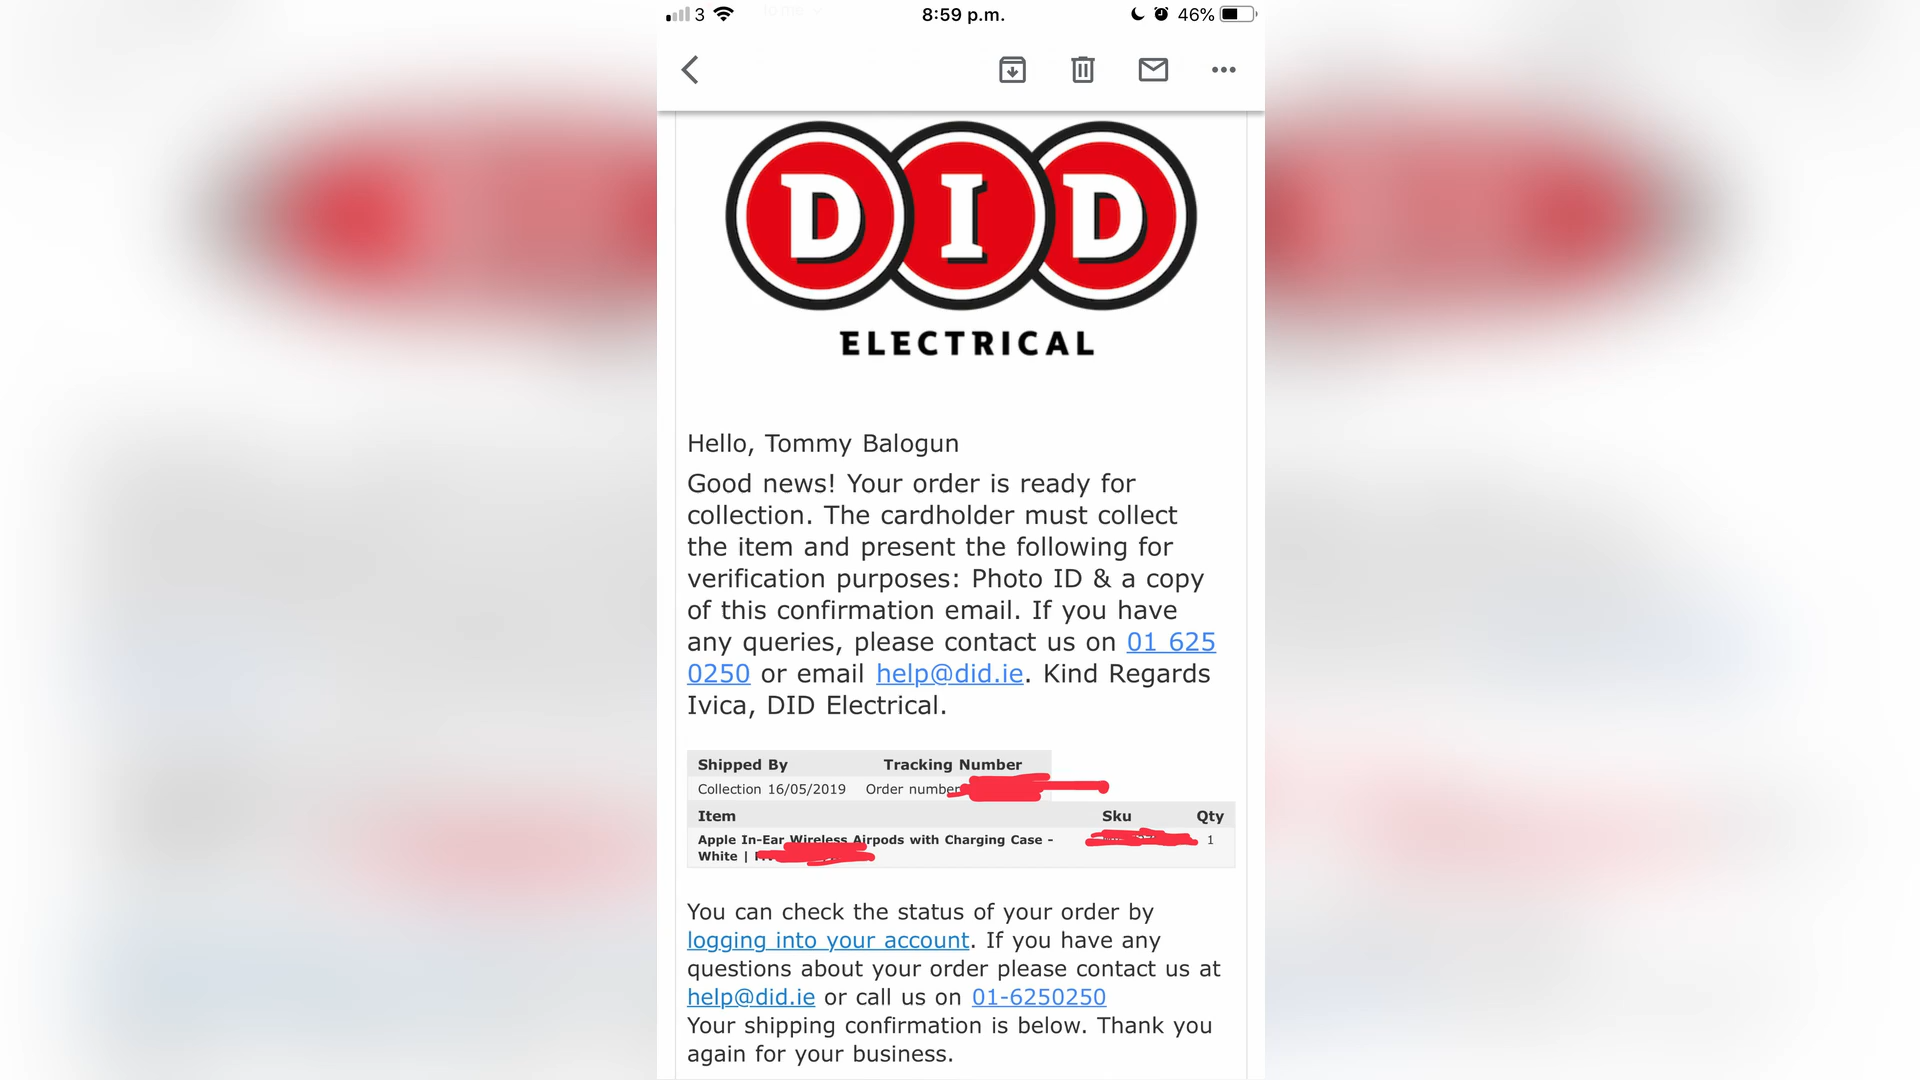 3
8:59 p.m.
46%
DID
ELECTRICAL
Hello, Tommy Balogun
Good news! Your order is ready for
collection. The cardholder must collect
the item and present the following for
verification purposes: Photo ID & a copy
of this confirmation email. If you have
any queries, please contact us on 01 625
0250 or email help@did.ie. Kind Regards
Ivica, DID Electrical.
Shipped By Tracking Number
Collection 16/05/2019 Order number
Item Sku Qty
Apple In-Ear Wireless Airpods with Charging Case - 1
White |
You can check the status of your order by
logging into your account. If you have any
questions about your order please contact us at
help@did.ie or call us on 01-6250250
Your shipping confirmation is below. Thank you
again for your business.